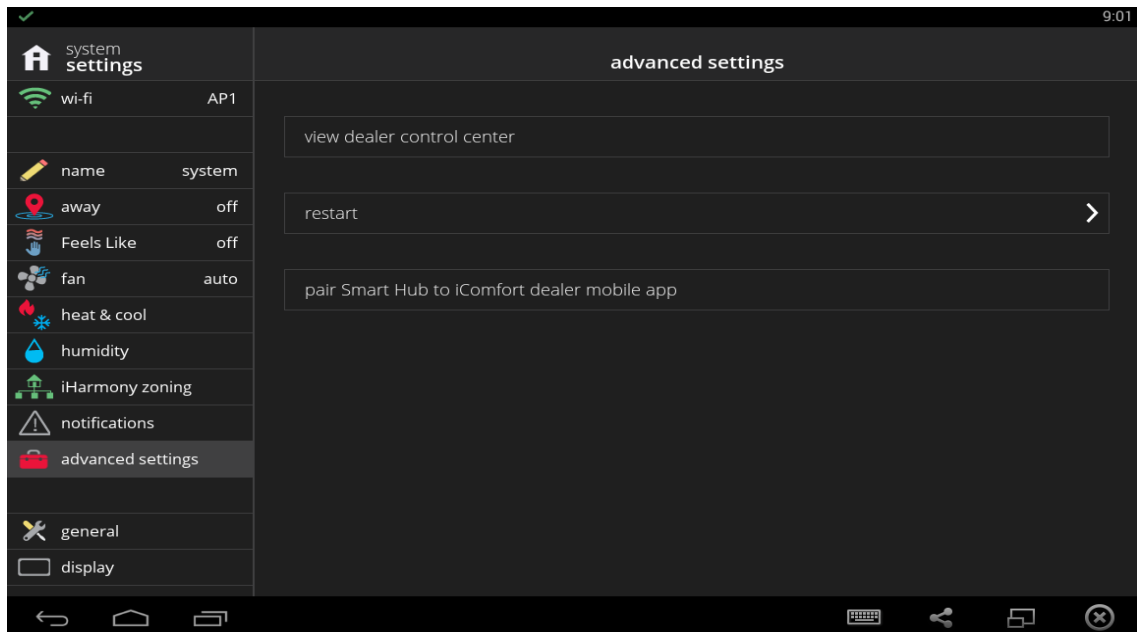 9:01
system
settings
advanced settings
wi-fi AP1
view dealer control center
name system
away off
restart
Feels Like off
fan auto
pair Smart Hub to iComfort dealer mobile app
heat & cool
humidity
iHarmony zoning
notifications
advanced settings
general
display